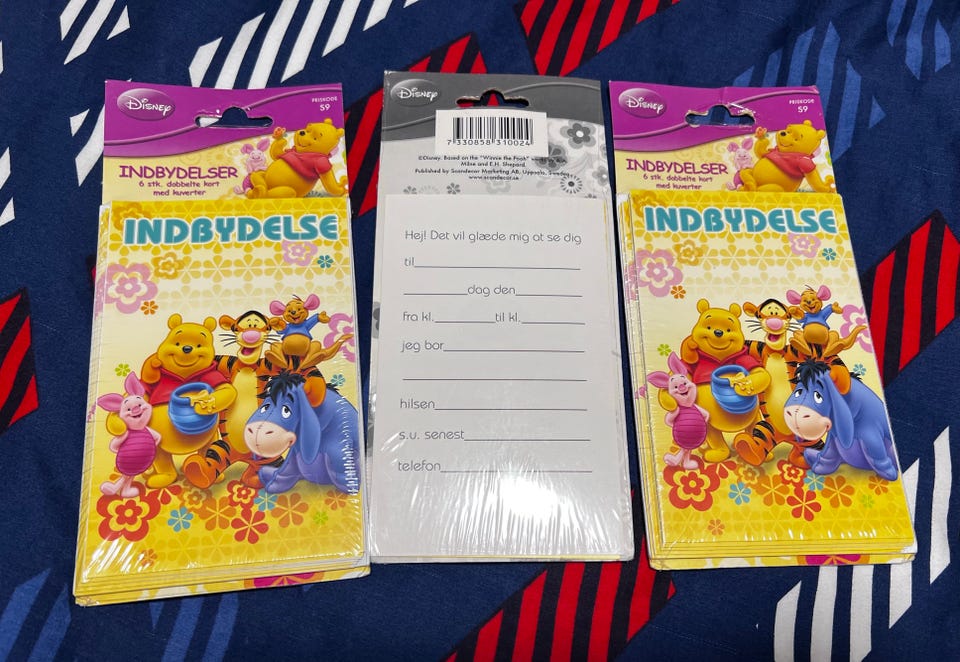 Disney
PRISKODE
59
INDBYDELSER
6 stk. dobbelte kort
med kuverter
INDBYDELSE
Disney
7 330858 310024
©Disney. Based on the "Winnie the Pooh"
Milne and E.H. Shepard.
Published by Scandecor Marketing AB, Uppsala, Sweden
www.scandecor.se
Hej! Det vil glæde mig at se dig
til
dag den
fra kl. til kl.
jeg bor
hilsen
s.u. senest
telefon
Disney
PRISKODE
59
INDBYDELSER
6 stk. dobbelte kort
med kuverter
INDBYDELSE